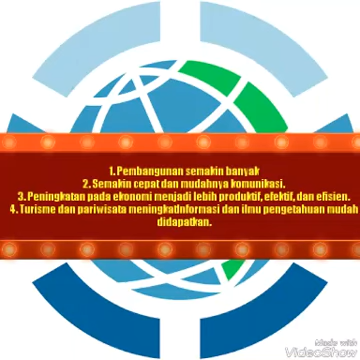 1. Pembangunan semakin banyak
2. Semakin cepat dan mudahnya komunikasi.
3. Peningkatan pada ekonomi menjadi lebih produktif, efektif, dan efisien.
4. Turisme dan pariwisata meningkatInformasi dan ilmu pengetahuan mudah
didapatkan.
Made with
VideoShow